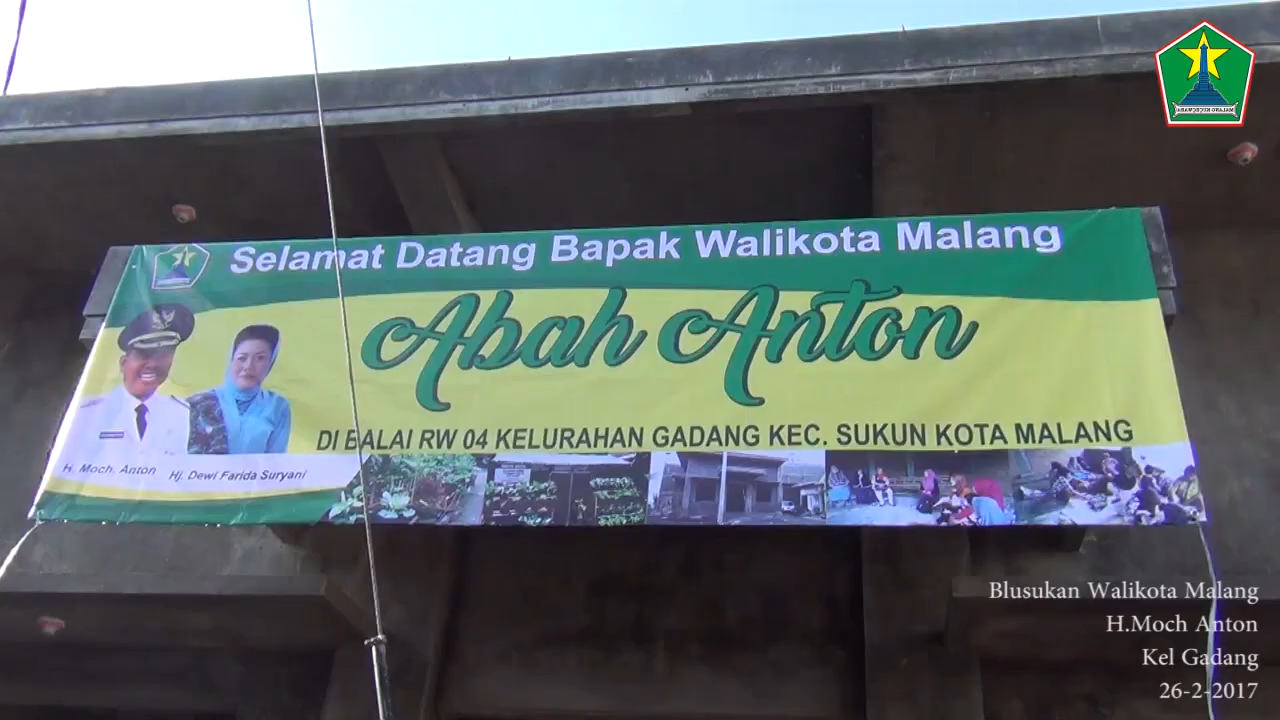 Selamat Datang Bapak Walikota Malang
Abah Anton
DI BALAI RW 04 KELURAHAN GADANG KEC. SUKUN KOTA MALANG
H. Moch. Anton
Hj. Dewi Farida Suryani
Blusukan Walikota Malang
H.Moch Anton
Kel Gadang
26-2-2017